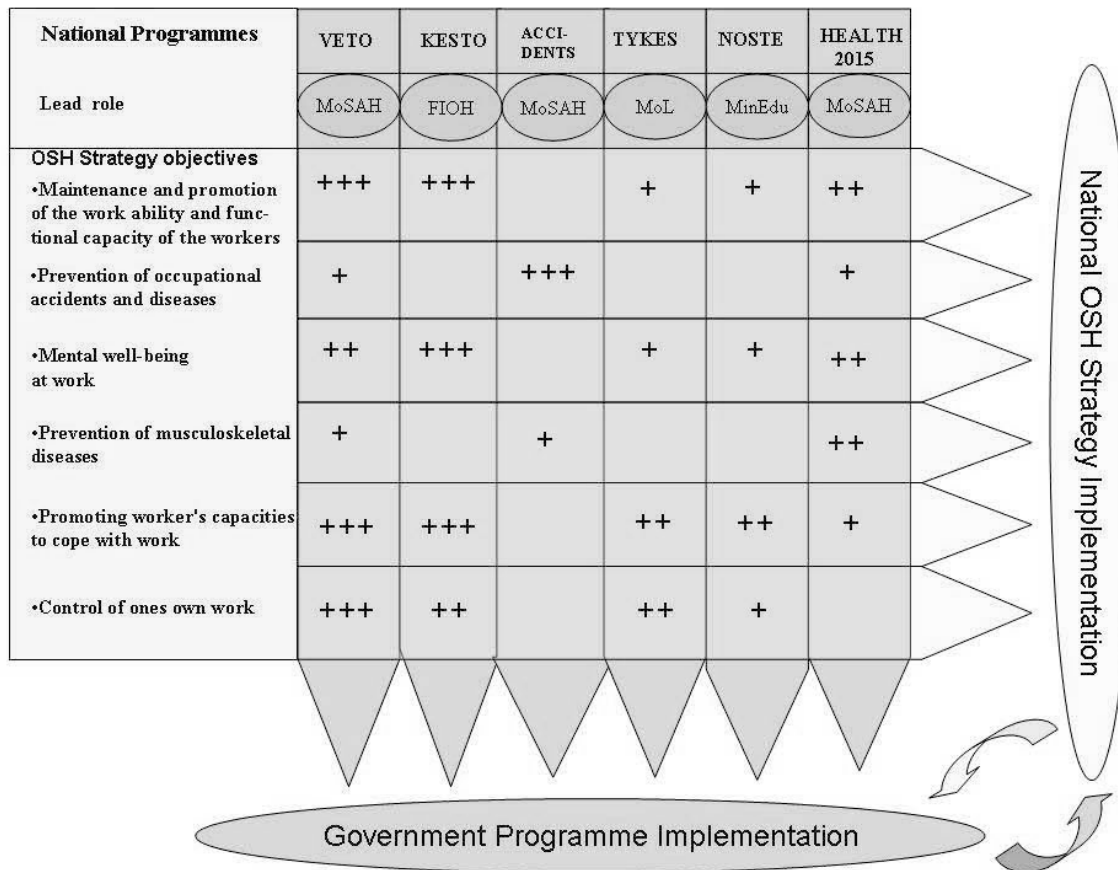 National Programmes
VETO
KESTO
ACCI-
DENTS
TYKES
NOSTE
HEALTH
2015
Lead role
MoSAH
FIOH
MoSAH
MoL
MinEdu
MoSAH
OSH Strategy objectives
•Maintenance and promotion
of the work ability and func-
tional capacity of the workers
+++
+++
+
+
++
•Prevention of occupational
accidents and diseases
+
+++
+
•Mental well-being
at work
++
+++
+
+
++
•Prevention of musculoskeletal
diseases
+
+
++
•Promoting worker's capacities
to cope with work
+++
+++
++
++
+
•Control of ones own work
+++
++
++
+
National OSH Strategy Implementation
Government Programme Implementation